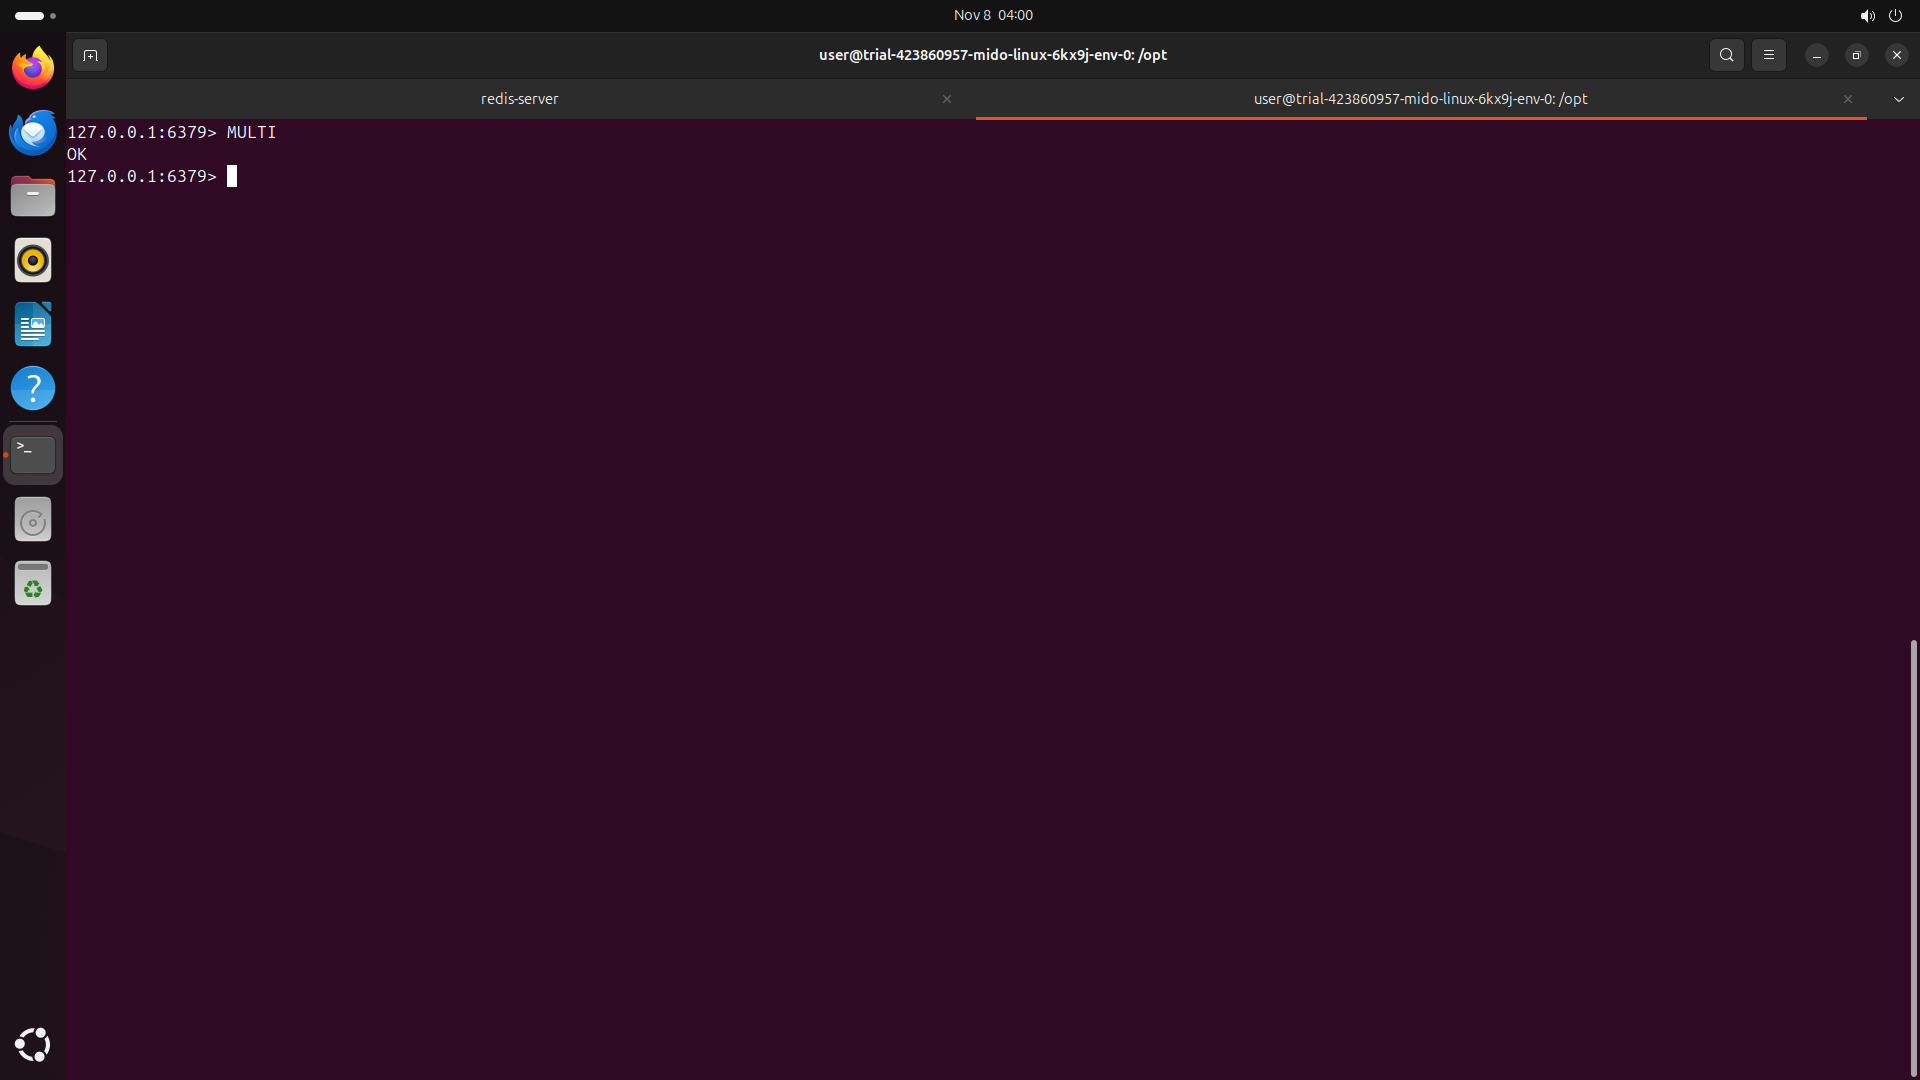 Nov 8 04:00
user@trial-423860957-mido-linux-6kx9j-env-0: /opt
redis-server
user@trial-423860957-mido-linux-6kx9j-env-0: /opt
127.0.0.1:6379> MULTI
OK
127.0.0.1:6379>